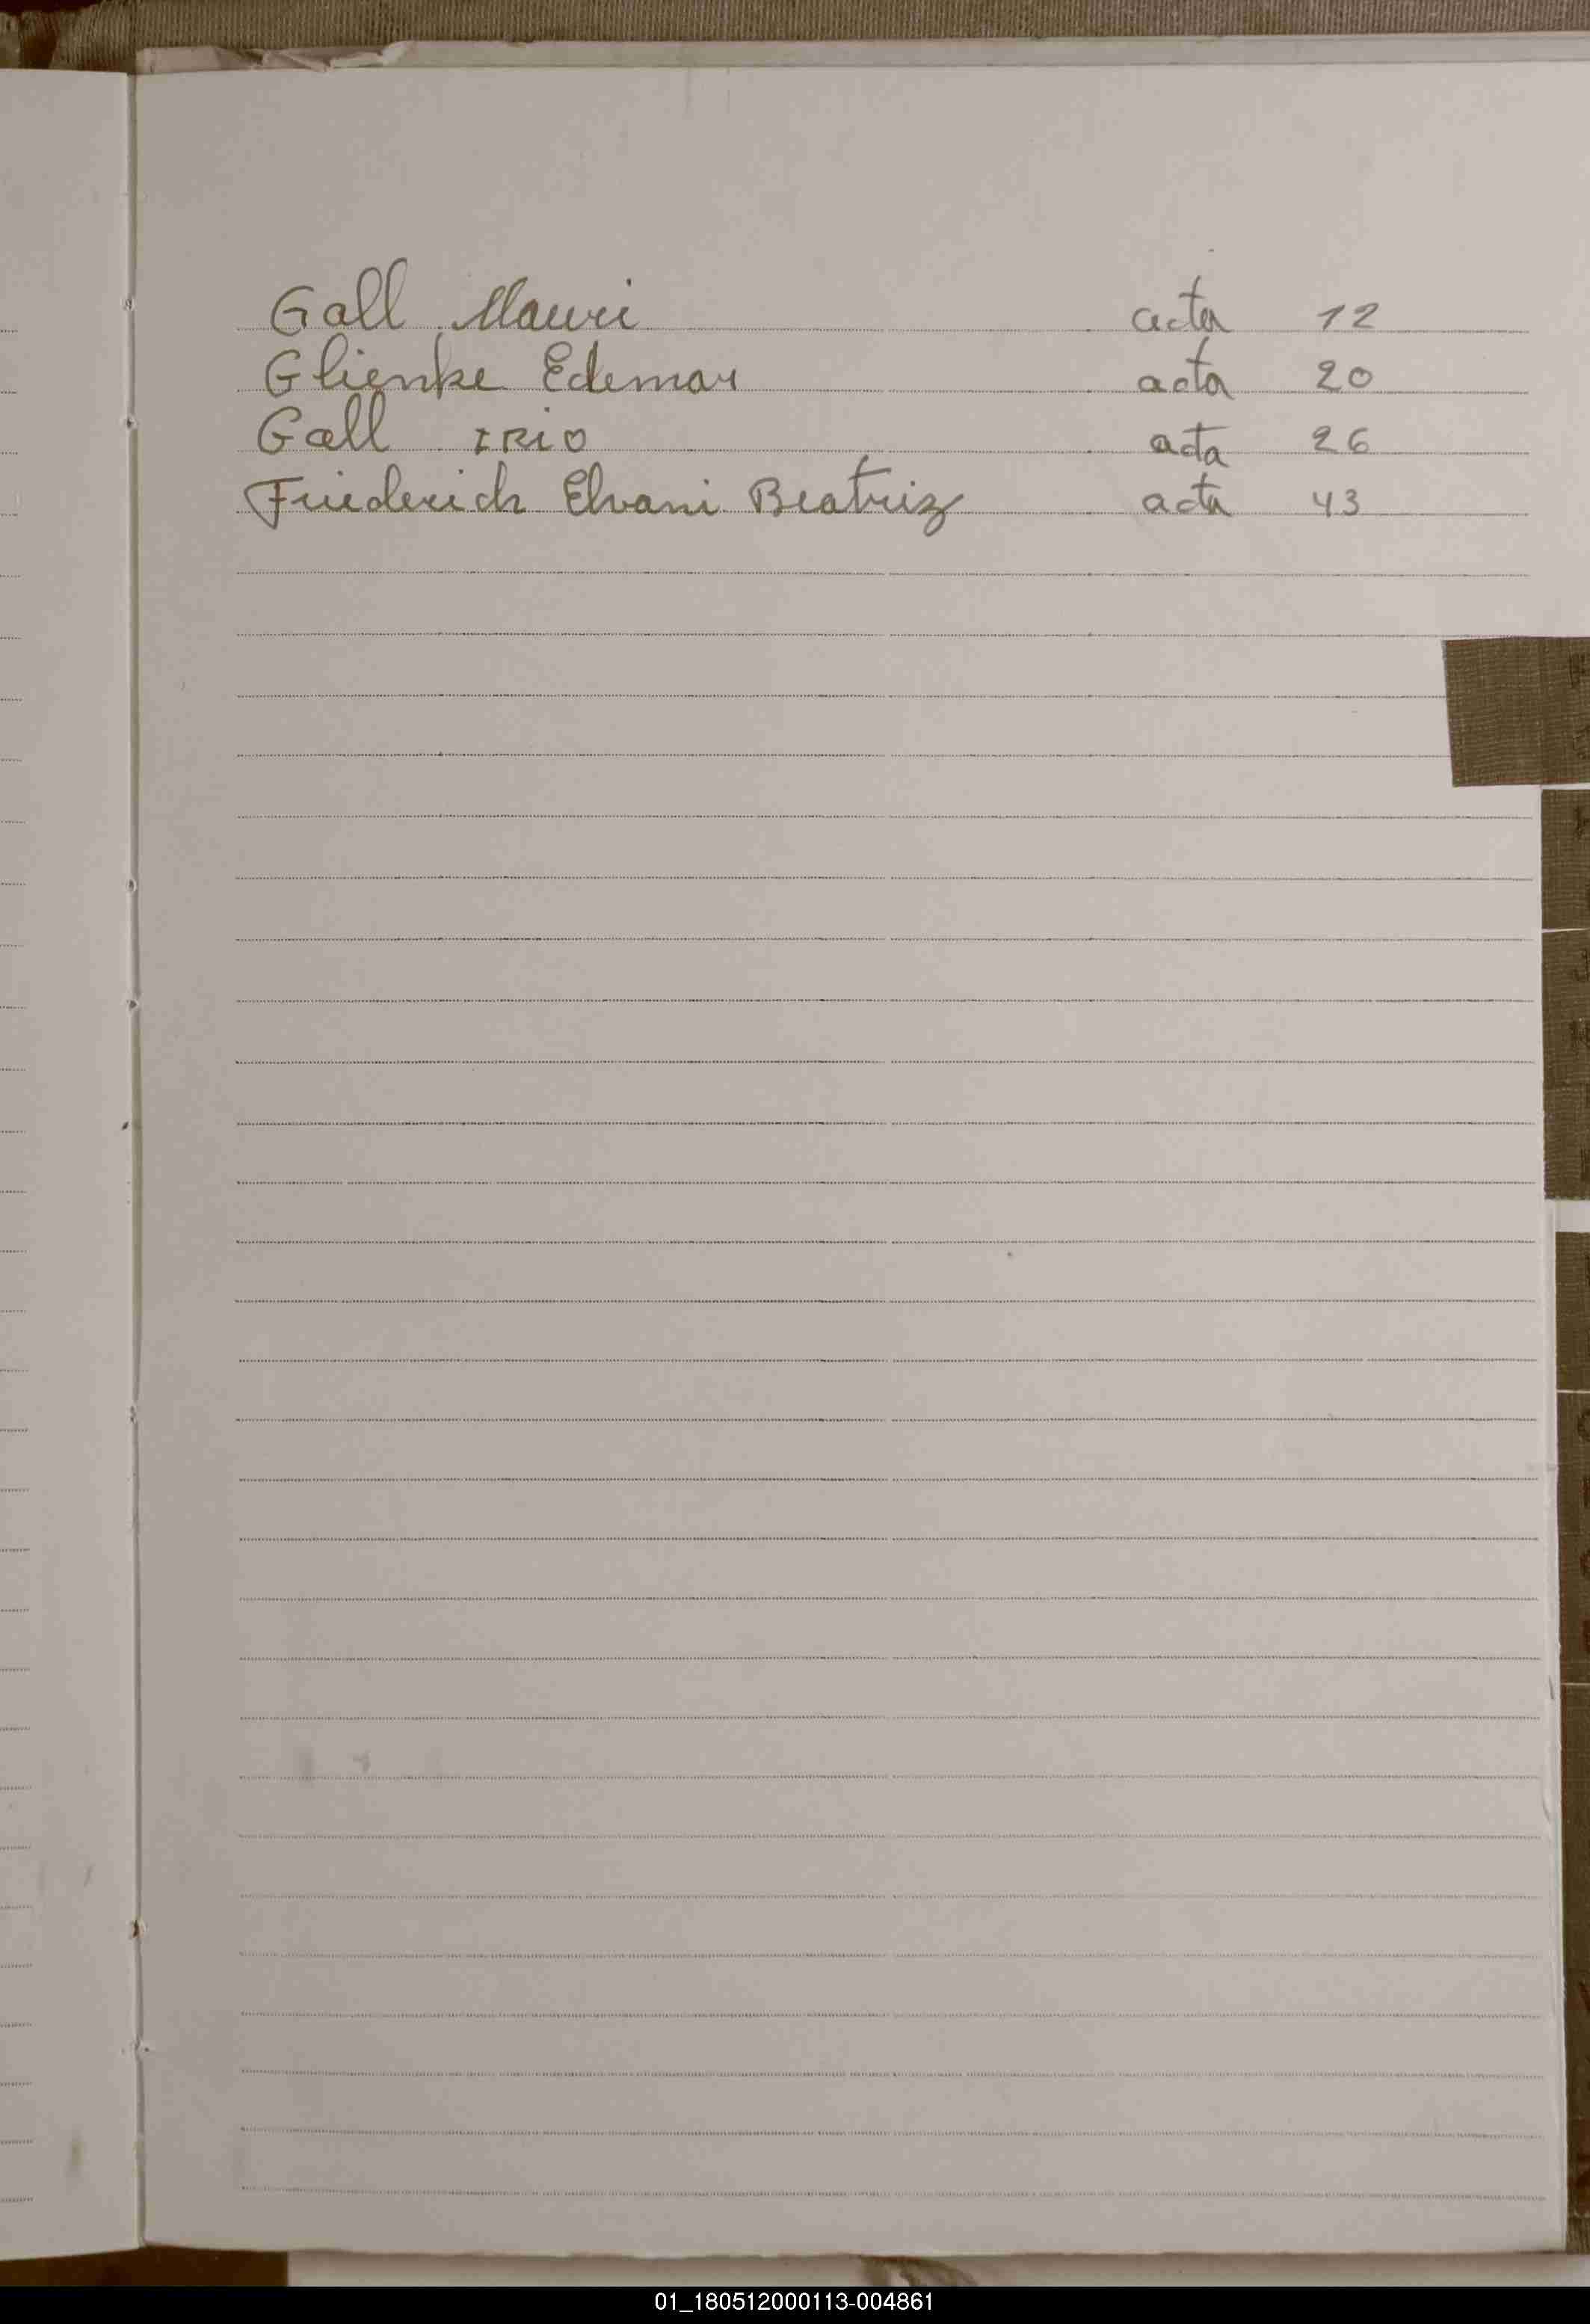 Gall Mauri acta 12
Glienke Edemar acta 20
Gall IRIO acta 26
Friederich Elvani Beatriz acta 43
01_180512000113-004861